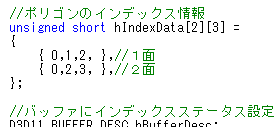 //ポリゴンのインデックス情報
unsigned short hIndexData[2][3] =
{
{ 0,1,2, },//１面
{ 0,2,3, },//２面
};
//バッファにインデックスステータス設定
D3D11_BUFFER_DESC hBufferDesc;